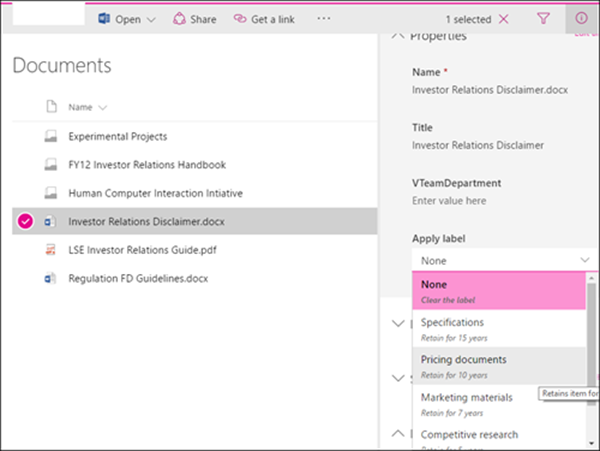 Open
Share
Get a link
...
1 selected
Documents
Name
Experimental Projects
FY12 Investor Relations Handbook
Human Computer Interaction Intiative
Investor Relations Disclaimer.docx
LSE Investor Relations Guide.pdf
Regulation FD Guidelines.docx
Properties
Name *
Investor Relations Disclaimer.docx
Title
Investor Relations Disclaimer
VTeamDepartment
Enter value here
Apply label
None
None
Clear the label
Specifications
Retain for 15 years
Pricing documents
Retain for 10 years
Retains item for
Marketing materials
Retain for 7 years
Competitive research